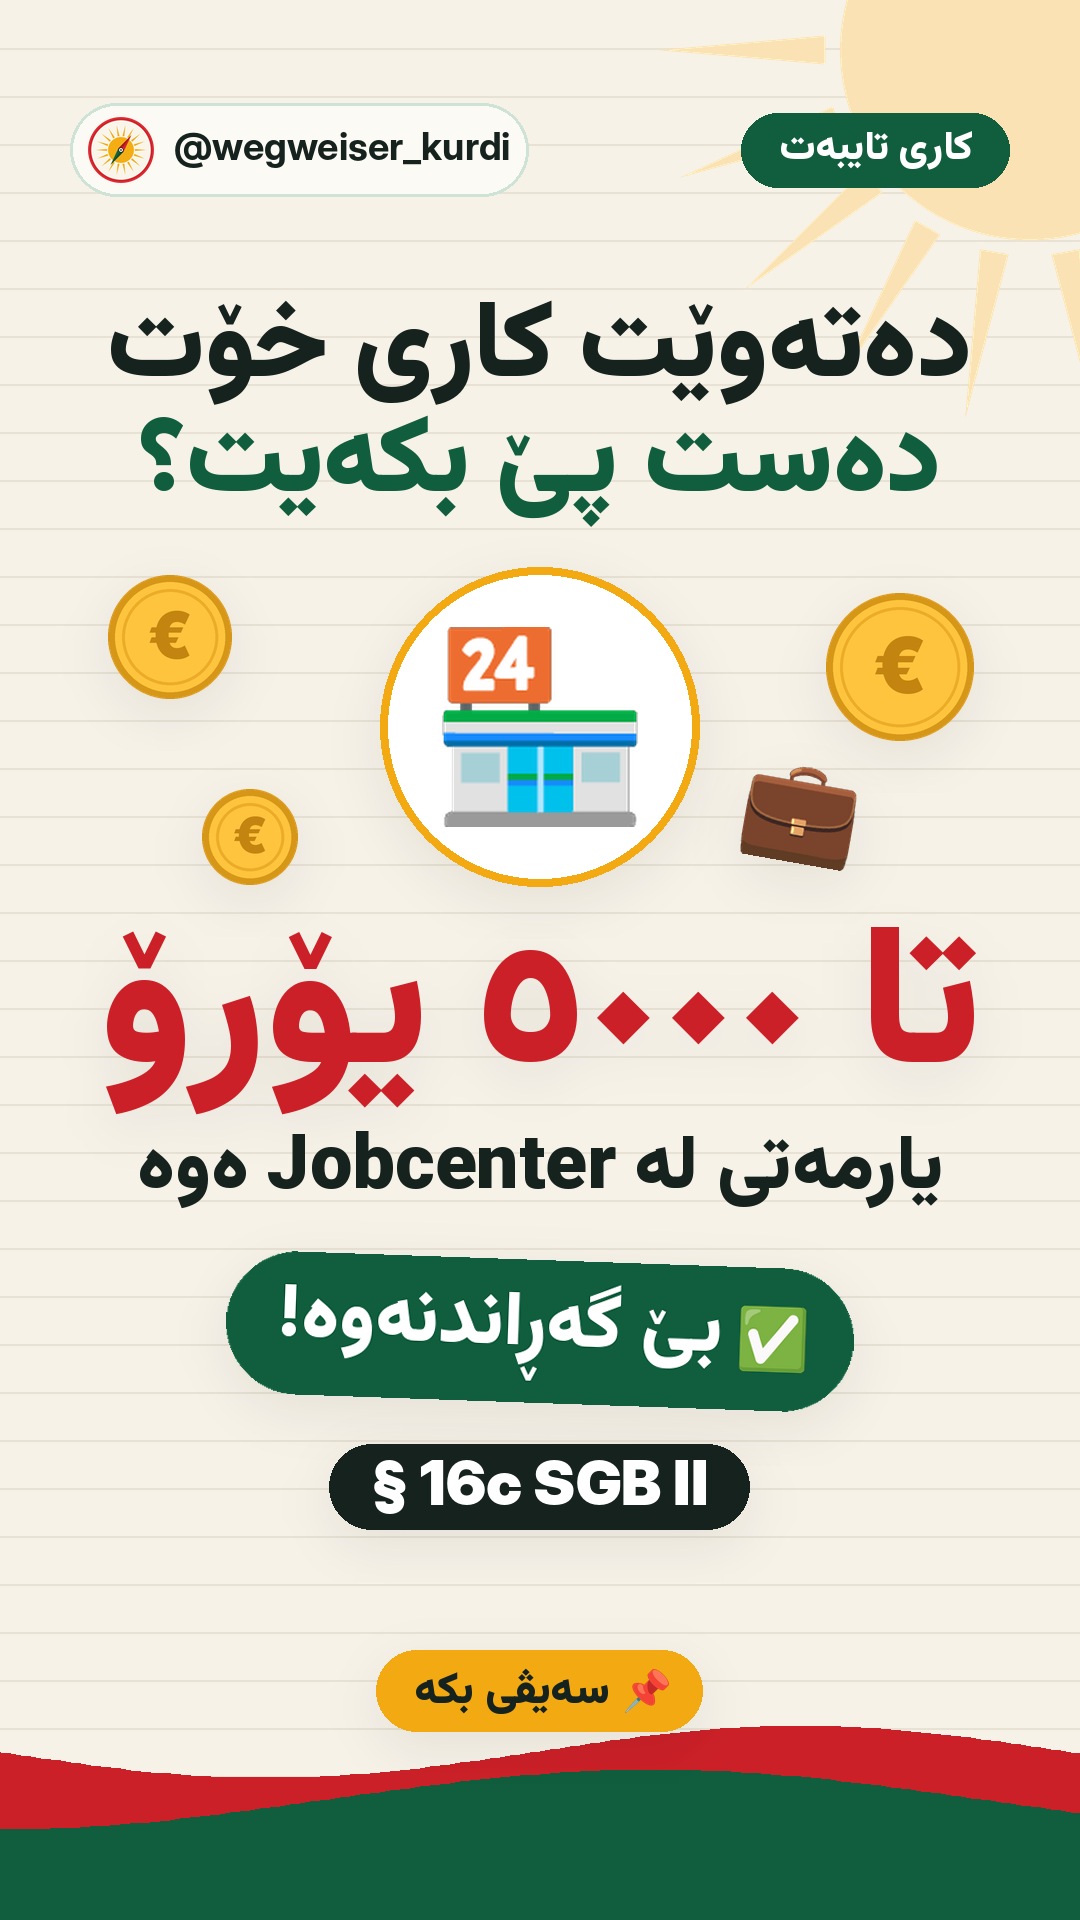 @wegweiser_kurdi
کاری تایبەت
دەتەوێت کاری خۆت
دەست پێ بکەیت؟
24
€
€
€
تا ٥٠٠٠ یۆرۆ
یارمەتی لە Jobcenter ەوە
✅ بێ گەڕاندنەوە!
§ 16c SGB II
📌 سەیڤی بکە